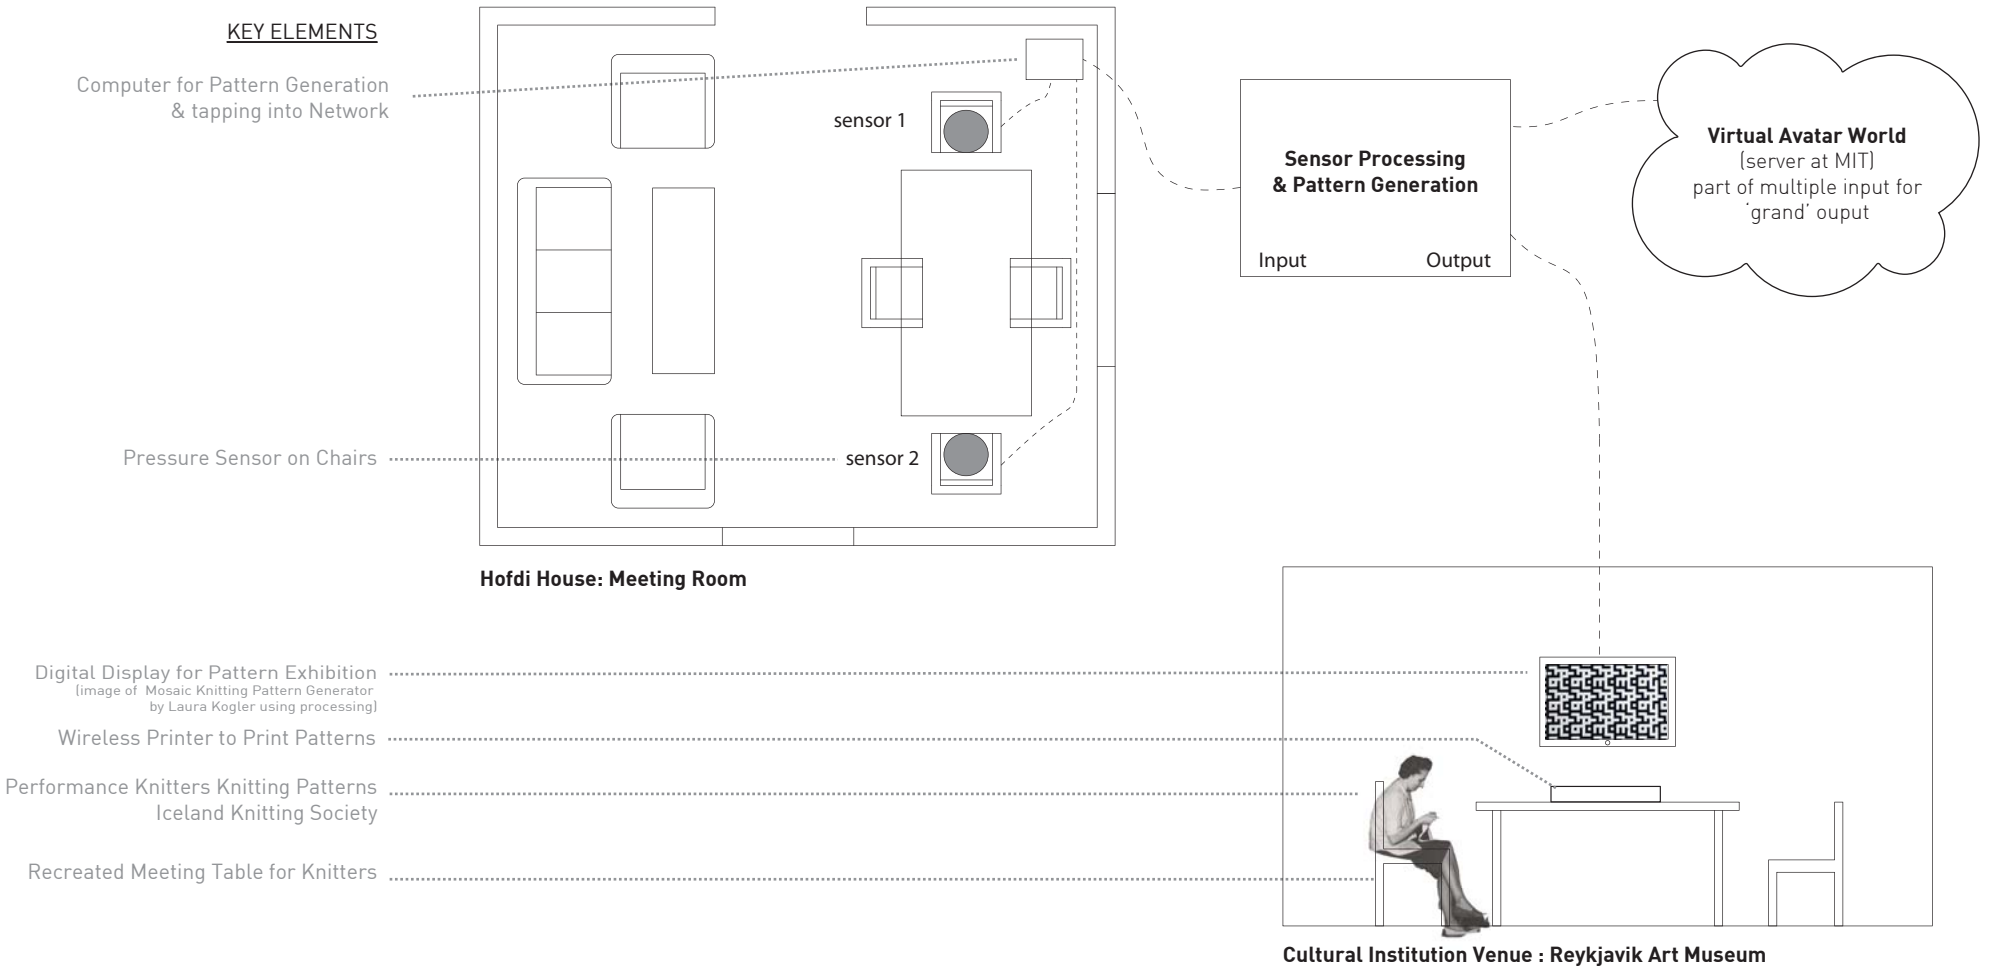 KEY ELEMENTS
Computer for Pattern Generation
& tapping into Network
Pressure Sensor on Chairs
sensor 1
sensor 2
Hofdi House: Meeting Room
Sensor Processing
& Pattern Generation
Input
Output
Virtual Avatar World
(server at MIT)
part of multiple input for
‘grand’ ouput
Digital Display for Pattern Exhibition
(image of Mosaic Knitting Pattern Generator
by Laura Kogler using processing)
Wireless Printer to Print Patterns
Performance Knitters Knitting Patterns
Iceland Knitting Society
Recreated Meeting Table for Knitters
Cultural Institution Venue : Reykjavik Art Museum